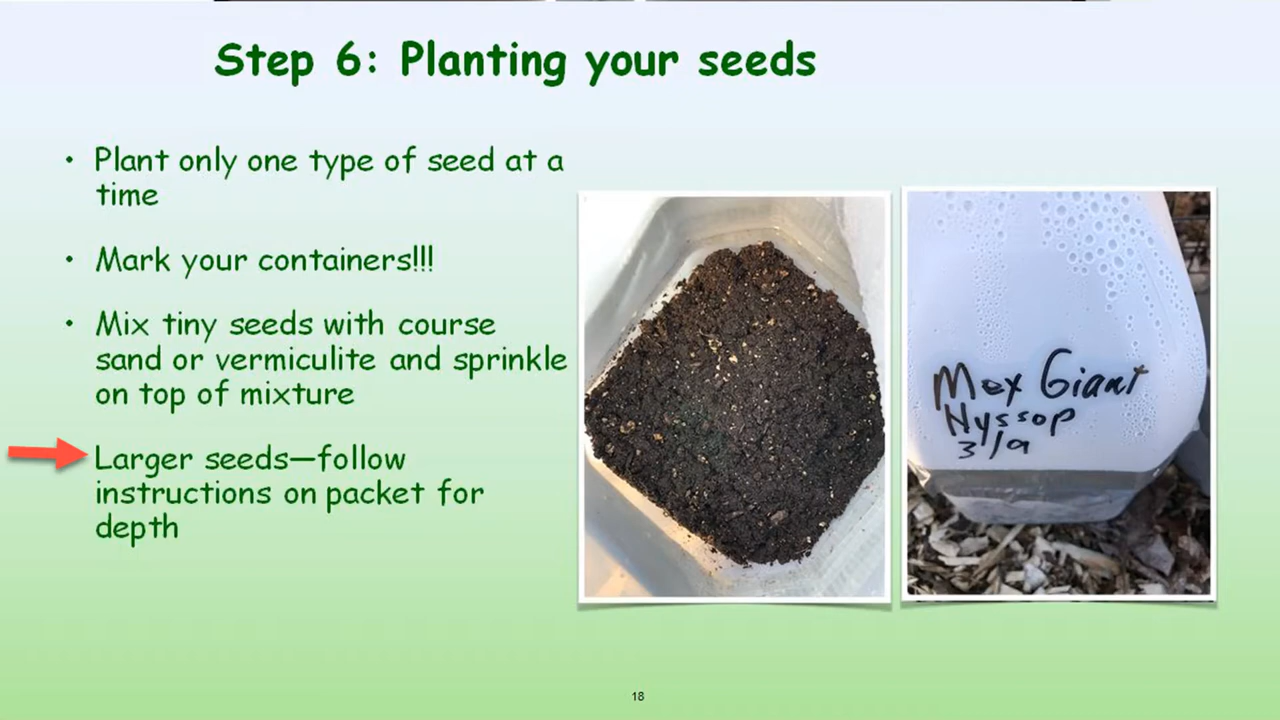 Step 6: Planting your seeds
• Plant only one type of seed at a
time
• Mark your containers!!!
• Mix tiny seeds with course
sand or vermiculite and sprinkle
on top of mixture
Larger seeds—follow
instructions on packet for
depth
Mex Giant
Hyssop
3/9
18